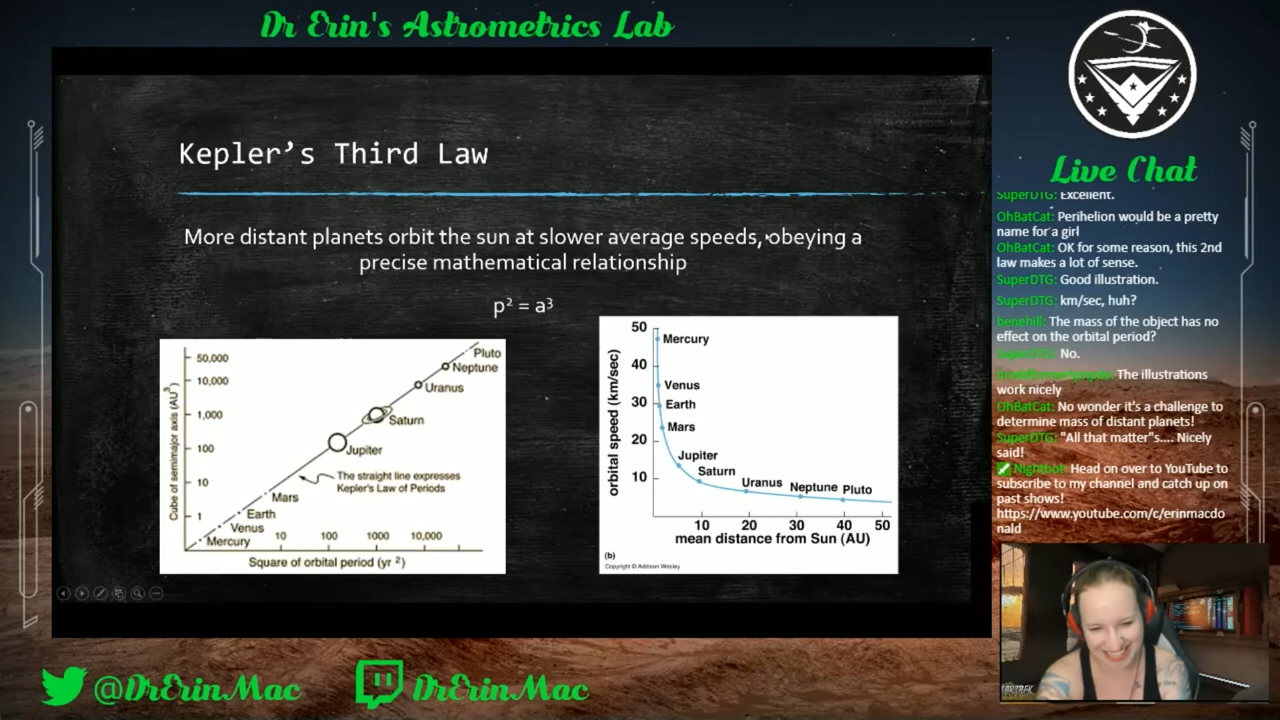 Dr Erin's Astrometrics Lab
Kepler's Third Law
More distant planets orbit the sun at slower average speeds, obeying a
precise mathematical relationship
p² = a³
Cube of semimajor axis (AU³)
50,000
10,000
1,000
100
10
1
Pluto
Neptune
Uranus
Saturn
Jupiter
The straight line expresses
Kepler's Law of Periods
Mars
Earth
Venus
Mercury
10
100
1000
10,000
Square of orbital period (yr ²)
orbital speed (km/sec)
50
40
30
20
10
Mercury
Venus
Earth
Mars
Jupiter
Saturn
Uranus
Neptune
Pluto
10
20
30
40
50
mean distance from Sun (AU)
(b)
Copyright © Addison Wesley
Live Chat
SuperDTG: Excellent.
OhBatCat: Perihelion would be a pretty
name for a girl
OhBatCat: OK for some reason, this 2nd
law makes a lot of sense.
SuperDTG: Good illustration.
SuperDTG: km/sec, huh?
benehill: The mass of the object has no
effect on the orbital period?
SuperDTG: No.
The illustrations
work nicely
OhBatCat: No wonder it's a challenge to
determine mass of distant planets!
SuperDTG: "All that matter"s.... Nicely
said!
Nightbot: Head on over to YouTube to
subscribe to my channel and catch up on
past shows!
https://www.youtube.com/c/erinmacdo
nald
@DrErinMac
DrErinMac